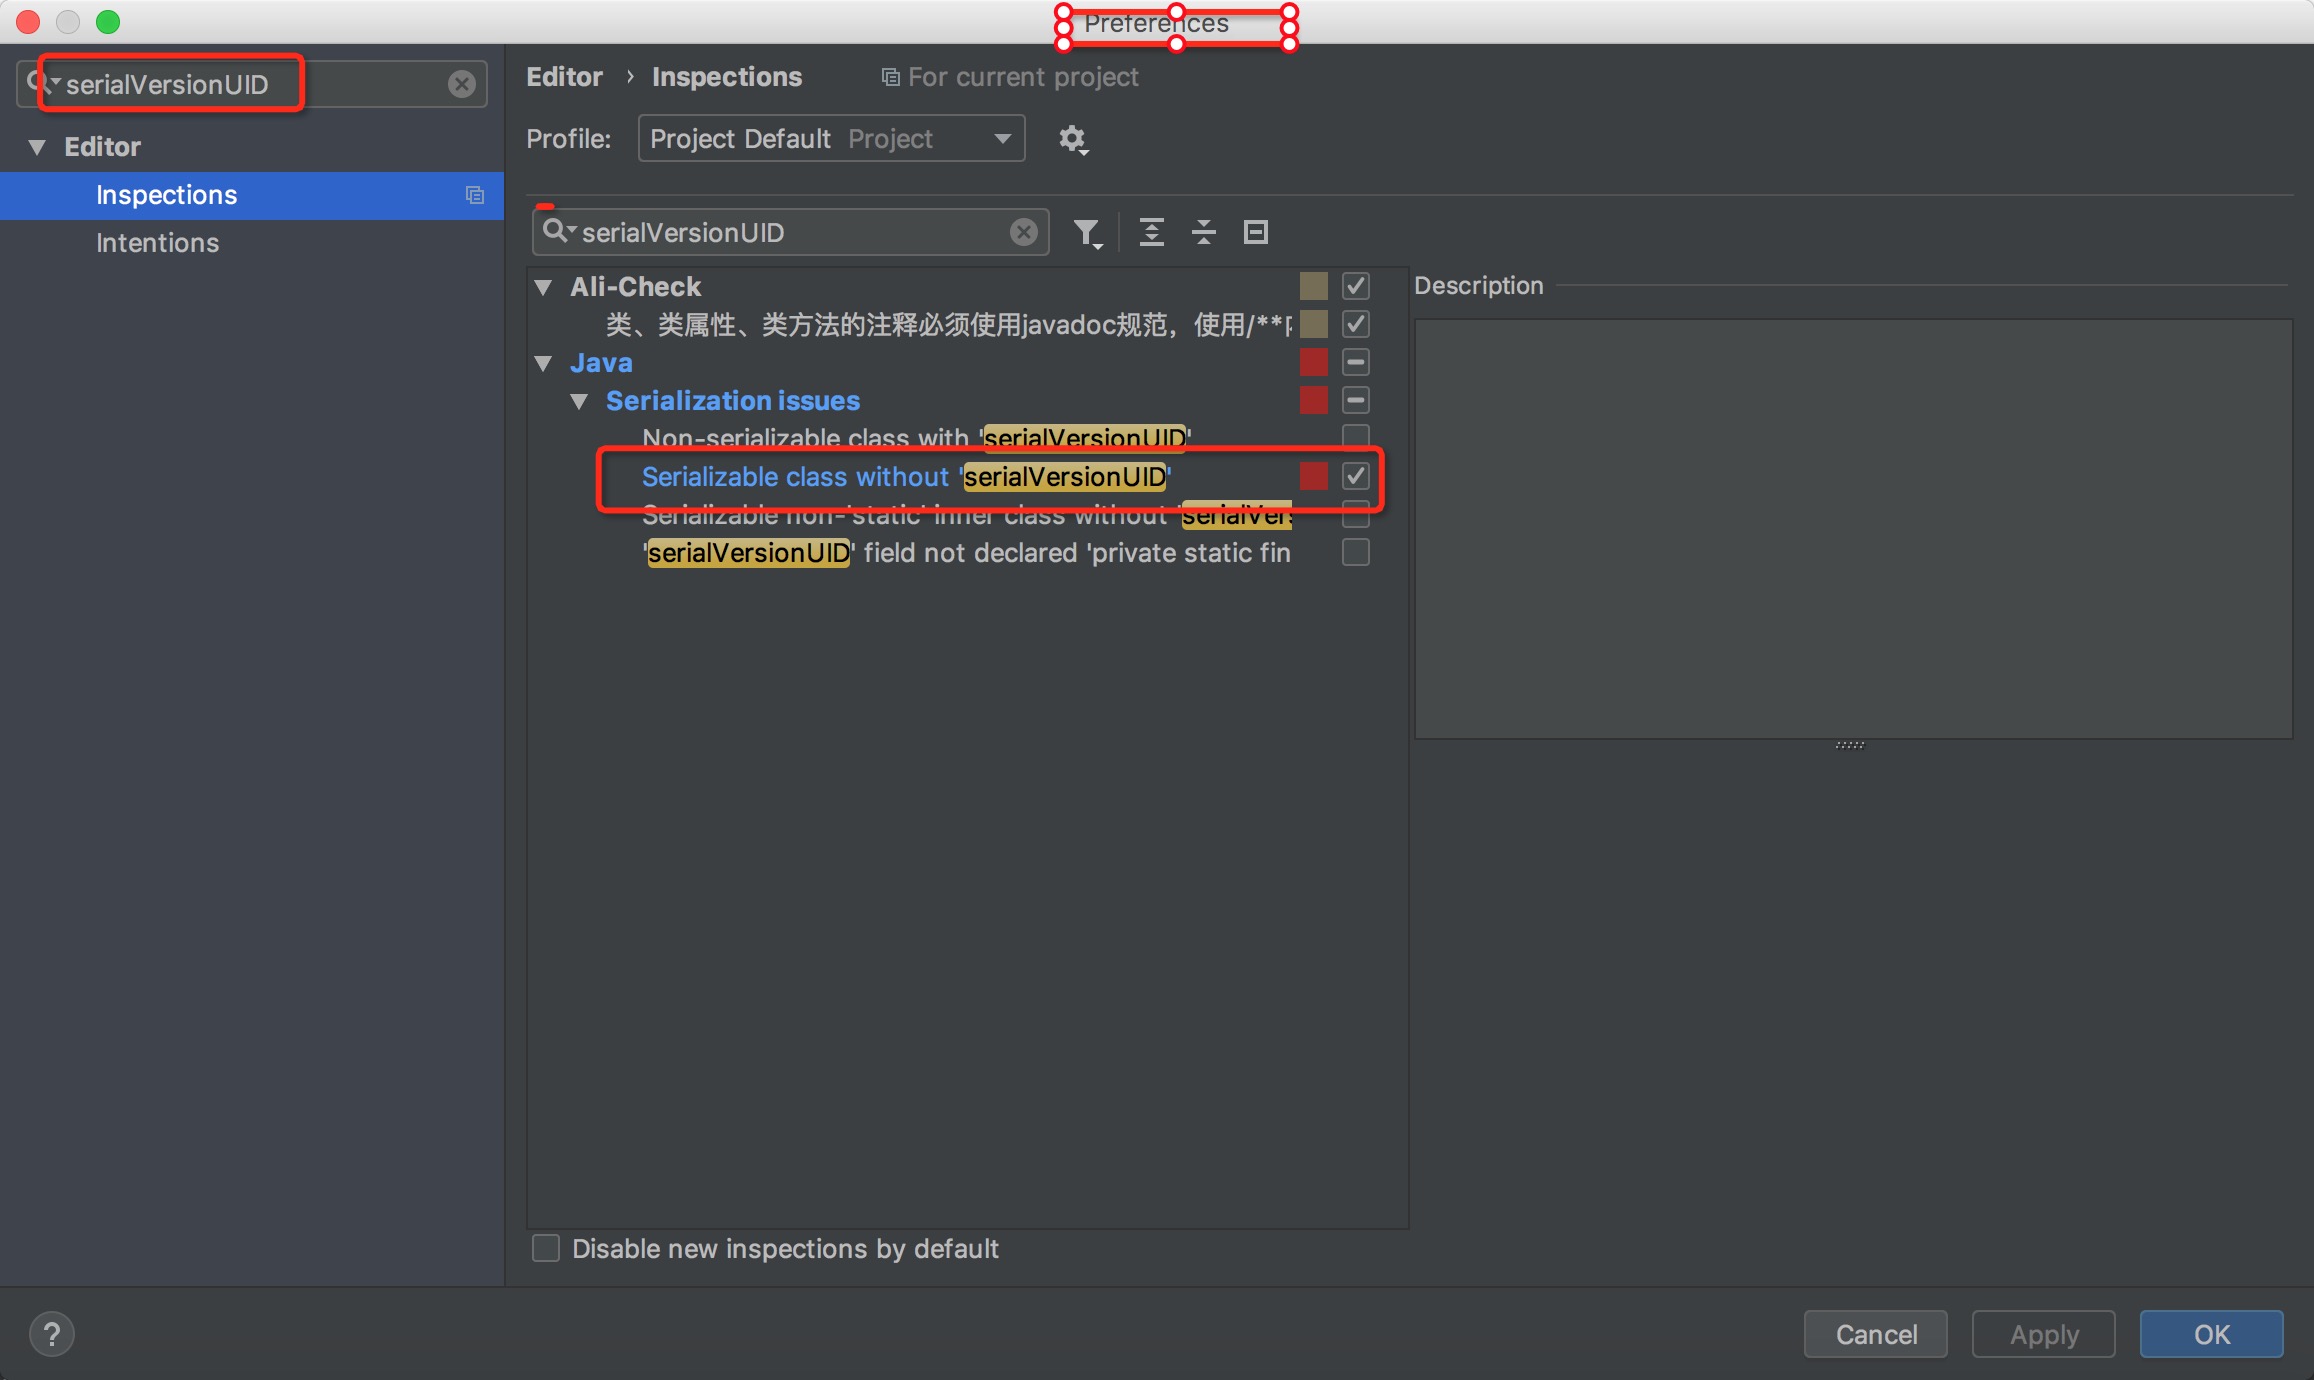 Preferences
serialVersionUID
Editor
Inspections
Intentions
Editor › Inspections For current project
Profile: Project Default Project
serialVersionUID
Ali-Check
类、类属性、类方法的注释必须使用javadoc规范，使用/**
Java
Serialization issues
Non-serializable class with 'serialVersionUID'
Serializable class without 'serialVersionUID'
Serializable non-'static' inner class without 'serialVers
'serialVersionUID' field not declared 'private static fin
Description
Disable new inspections by default
?
Cancel
Apply
OK